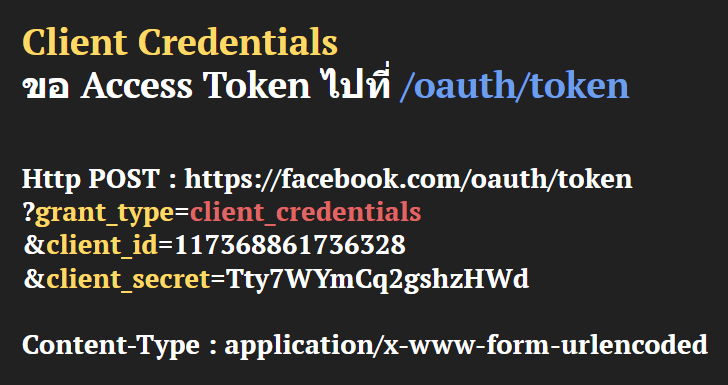 Client Credentials
ขอ Access Token ไปที่ /oauth/token
Http POST : https://facebook.com/oauth/token
?grant_type=client_credentials
&client_id=117368861736328
&client_secret=Tty7WYmCq2gshzHWd
Content-Type : application/x-www-form-urlencoded